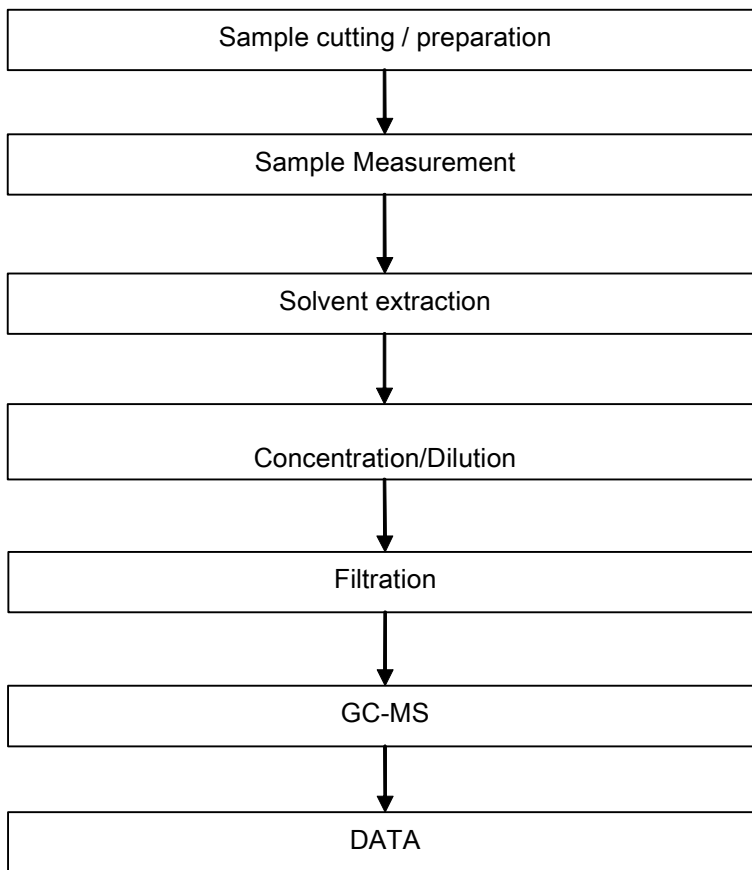 Sample cutting / preparation
Sample Measurement
Solvent extraction
Concentration/Dilution
Filtration
GC-MS
DATA